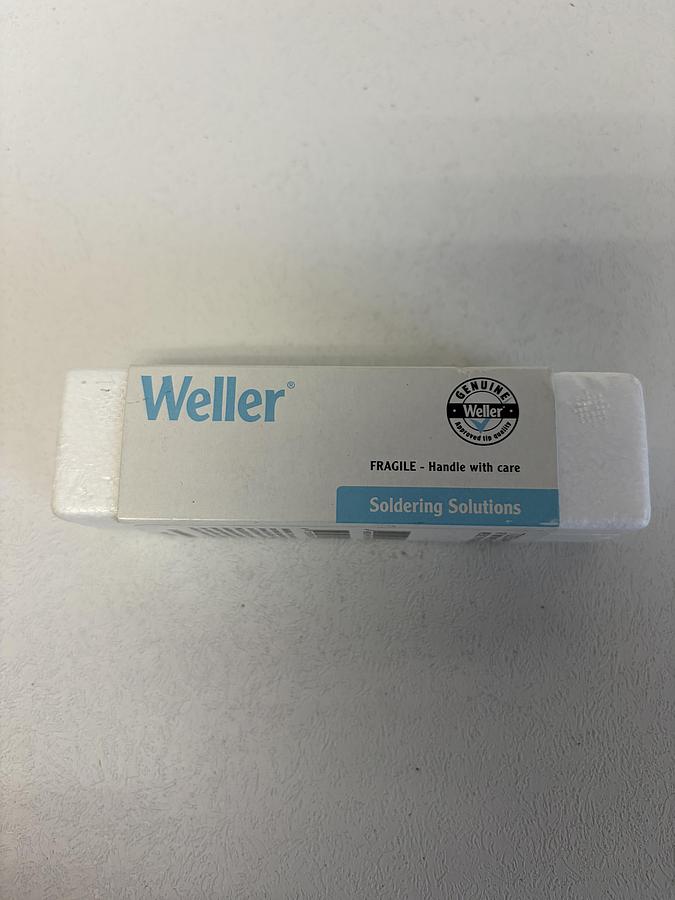 Weller®
GENUINE
Weller®
Approved tip quality
FRAGILE - Handle with care
Soldering Solutions